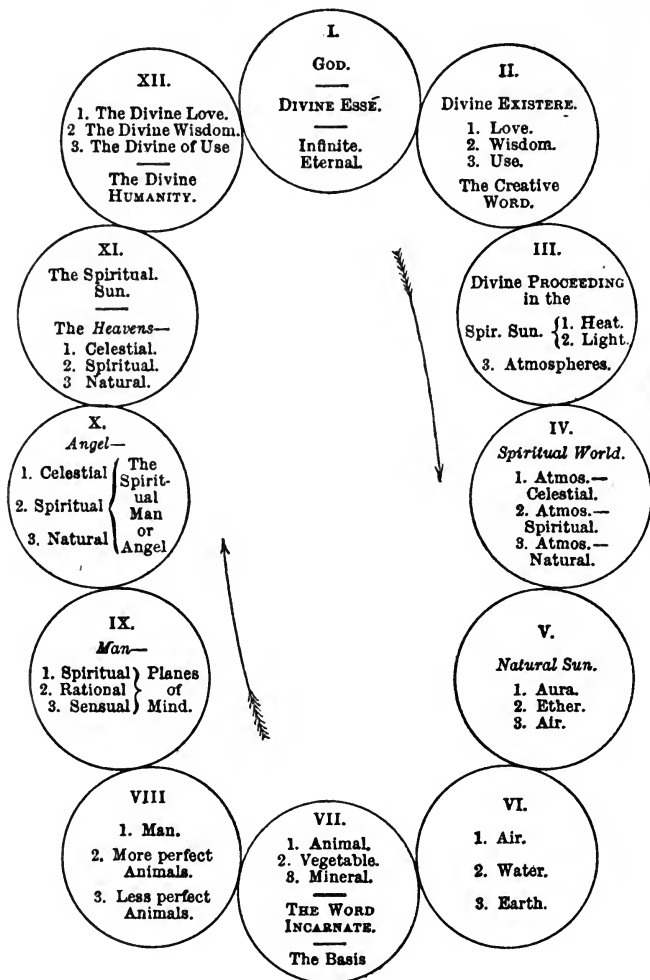 I.
GOD.
DIVINE ESSÉ.
Infinite.
Eternal.
II.
Divine EXISTERE.
1. Love.
2. Wisdom.
3. Use.
The Creative
WORD.
III.
Divine PROCEEDING
in the
Spir. Sun. {1. Heat.
2. Light.
3. Atmospheres.
IV.
Spiritual World.
1. Atmos.—
Celestial.
2. Atmos.—
Spiritual.
3. Atmos.—
Natural.
V.
Natural Sun.
1. Aura.
2. Ether.
3. Air.
VI.
1. Air.
2. Water.
3. Earth.
VII.
1. Animal.
2. Vegetable.
3. Mineral.
THE WORD
INCARNATE.
The Basis
VIII
1. Man.
2. More perfect
Animals.
3. Less perfect
Animals.
IX.
Man—
1. Spiritual } Planes
2. Rational } of
3. Sensual } Mind.
X.
Angel—
1. Celestial
2. Spiritual
3. Natural
The
Spirit-
ual
Man
or
Angel
XI.
The Spiritual.
Sun.
The Heavens—
1. Celestial.
2. Spiritual.
3 Natural.
XII.
1. The Divine Love.
2 The Divine Wisdom.
3. The Divine of Use
The Divine
HUMANITY.